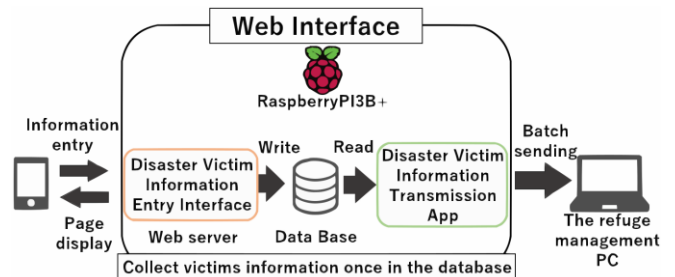 Web Interface
RaspberryPI3B+
Information
entry
Page
display
Disaster Victim
Information
Entry Interface
Web server
Write
Data Base
Read
Disaster Victim
Information
Transmission
App
Batch
sending
The refuge
management
PC
Collect victims information once in the database